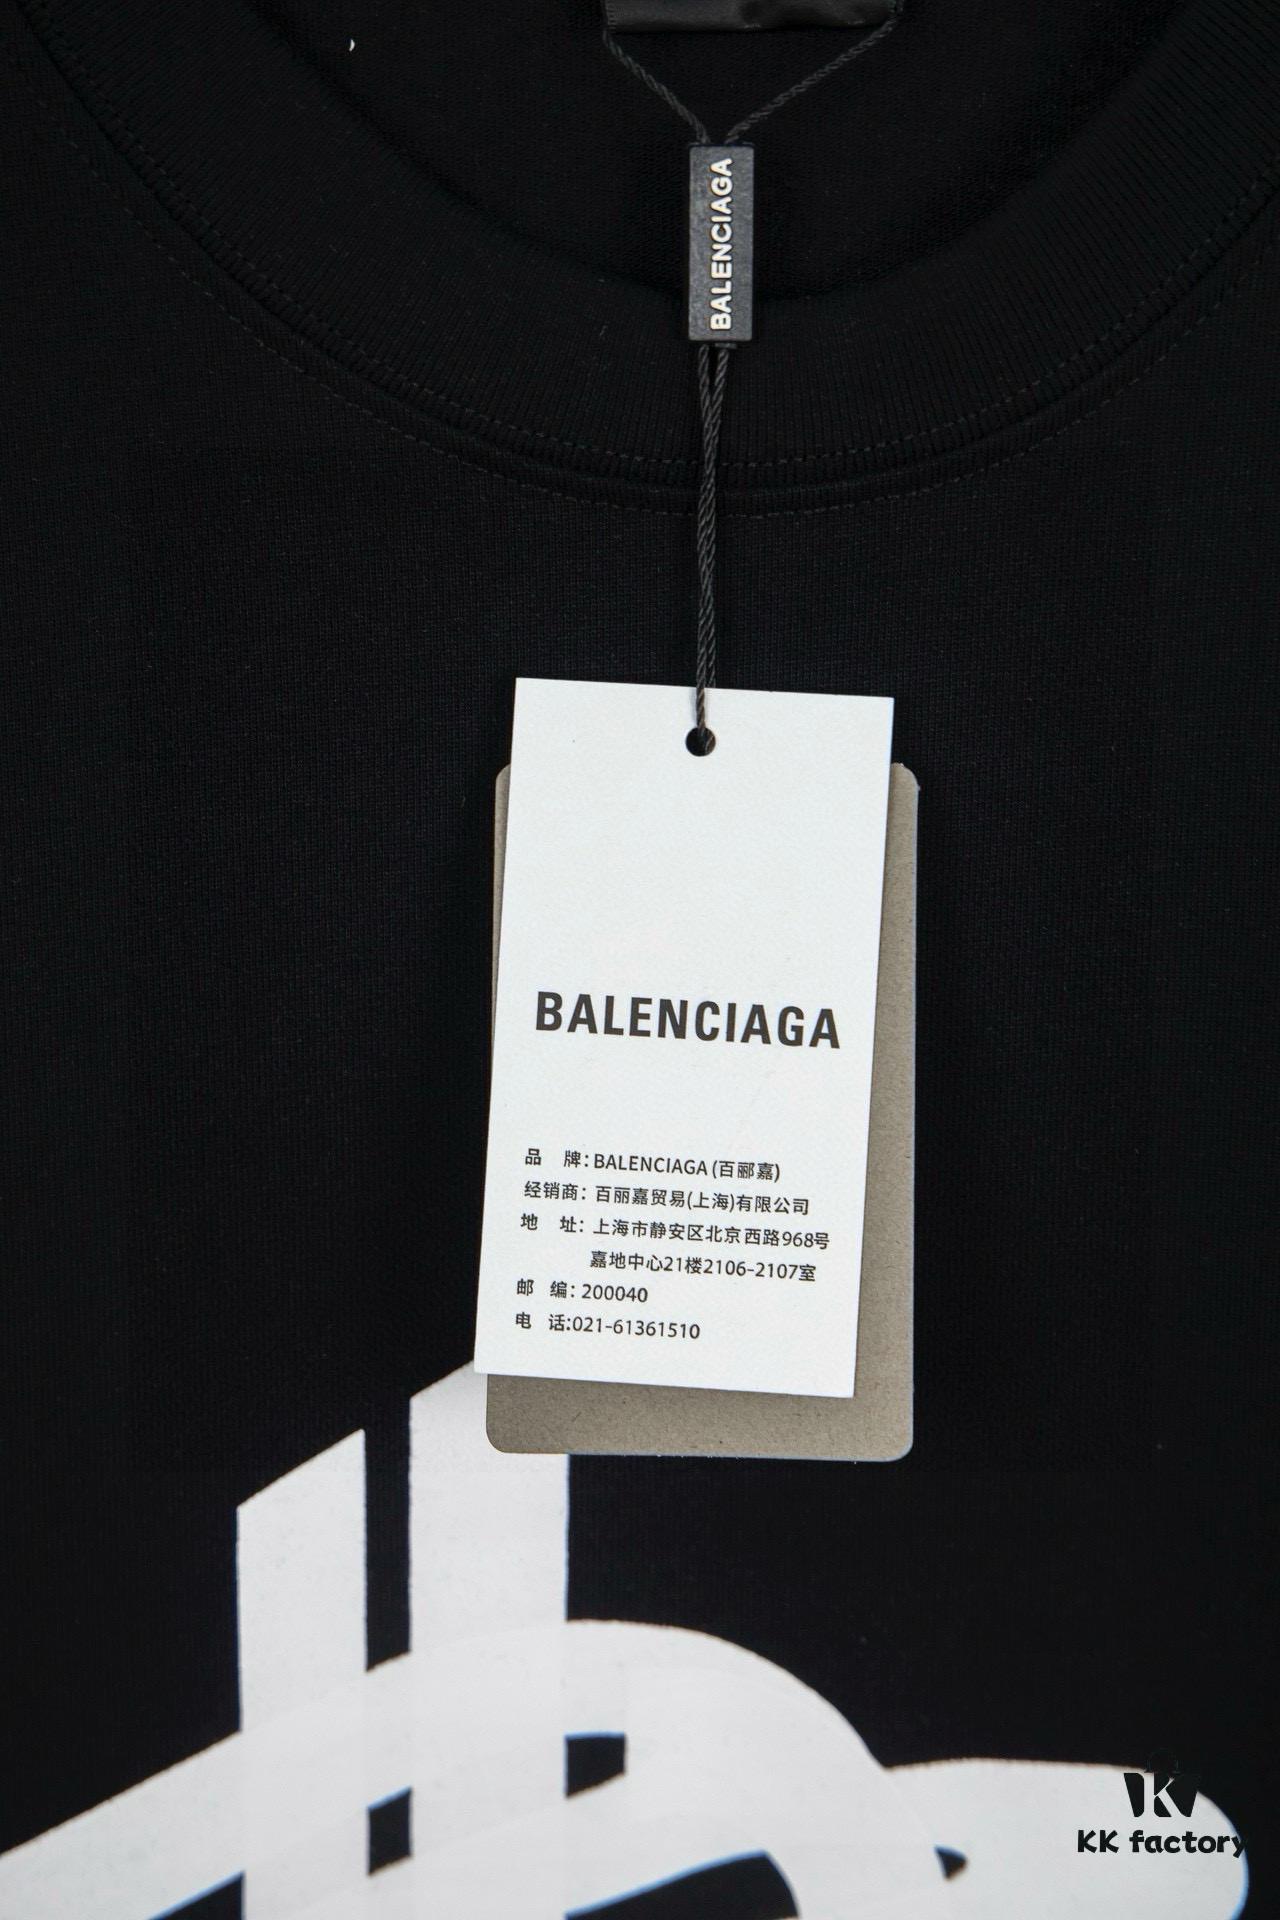 BALENCIAGA
BALENCIAGA
品 牌：BALENCIAGA (百郦嘉)
经销商：百丽嘉贸易(上海)有限公司
地 址：上海市静安区北京西路968号
嘉地中心21楼2106-2107室
邮 编：200040
电 话:021-61361510
K
KK factory